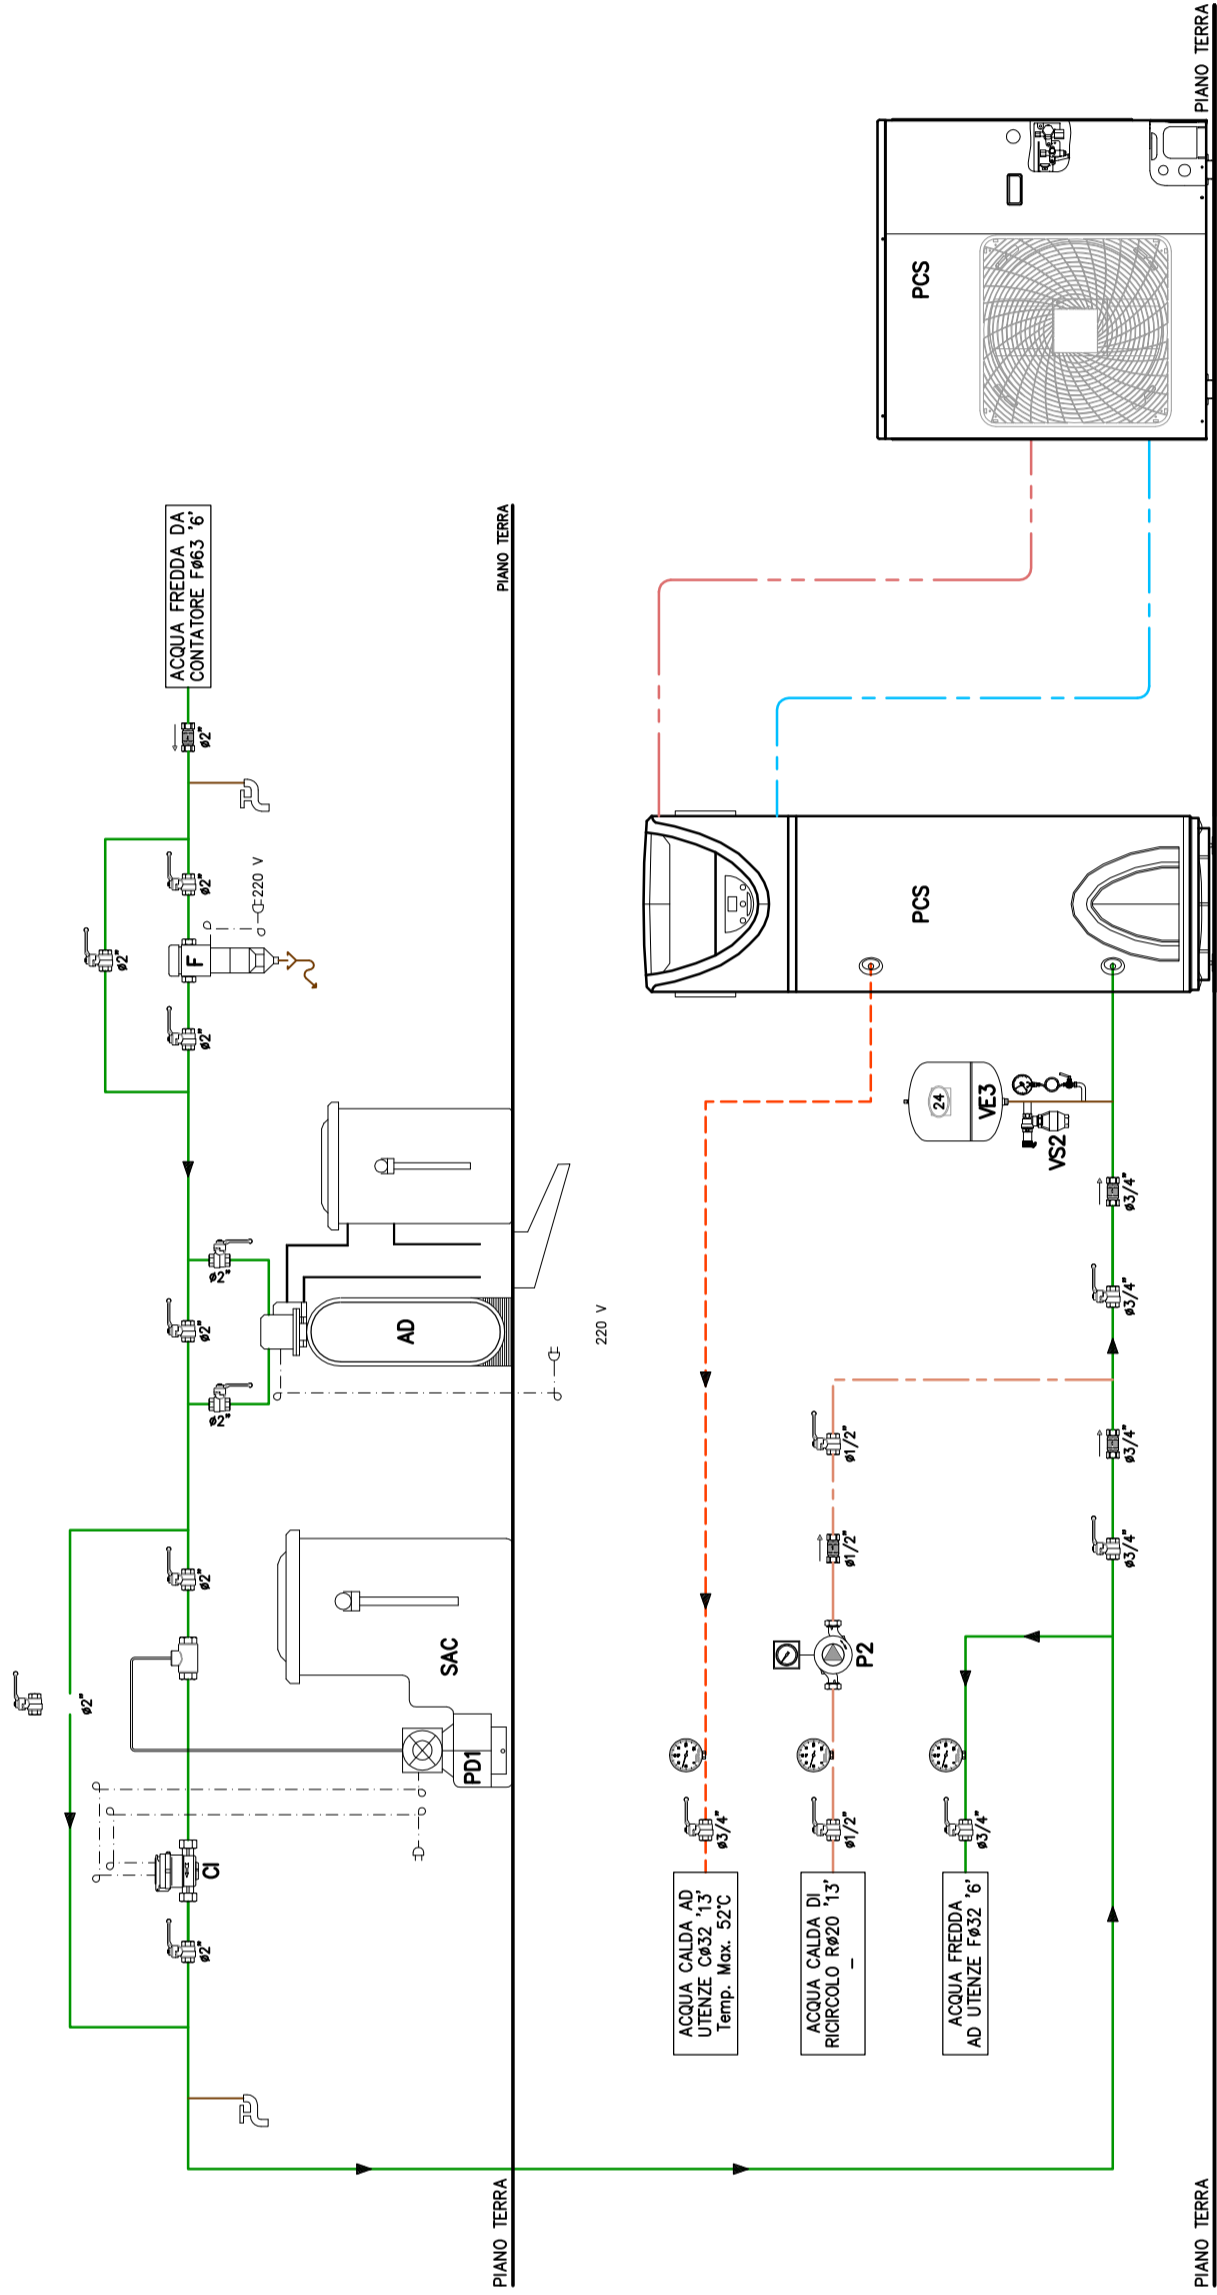 ACQUA FREDDA DA
CONTATORE Fø63 '6'
ø2"
ø2"
220 V
ø2"
F
ø2"
ø2"
ø2"
ø2"
AD
220 V
ø2"
ø2"
SAC
PD1
ø2"
CI
ø2"
PIANO TERRA
PIANO TERRA
PCS
PCS
24
VE3
VS2
ø3/4"
ø3/4"
ø1/2"
ø3/4"
ø1/2"
ø3/4"
P2
ø3/4"
ø1/2"
ø3/4"
ACQUA CALDA AD
UTENZE Cø32 '13'
Temp. Max. 52°C
ACQUA CALDA DI
RICIRCOLO Rø20 '13'
–
ACQUA FREDDA
AD UTENZE Fø32 '6'
PIANO TERRA
PIANO TERRA